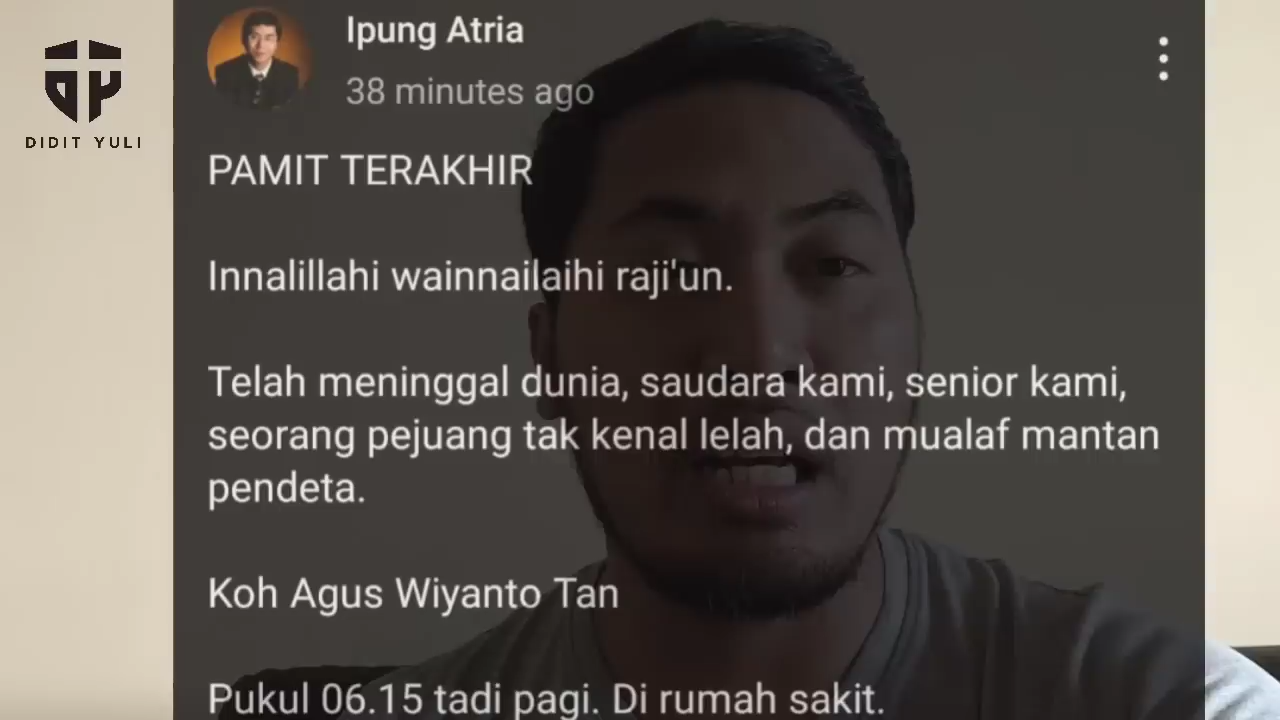 DIDIT YULI
Ipung Atria
38 minutes ago
PAMIT TERAKHIR
Innalillahi wainnailaihi raji'un.
Telah meninggal dunia, saudara kami, senior kami,
seorang pejuang tak kenal lelah, dan mualaf mantan
pendeta.
Koh Agus Wiyanto Tan
Pukul 06.15 tadi pagi. Di rumah sakit.